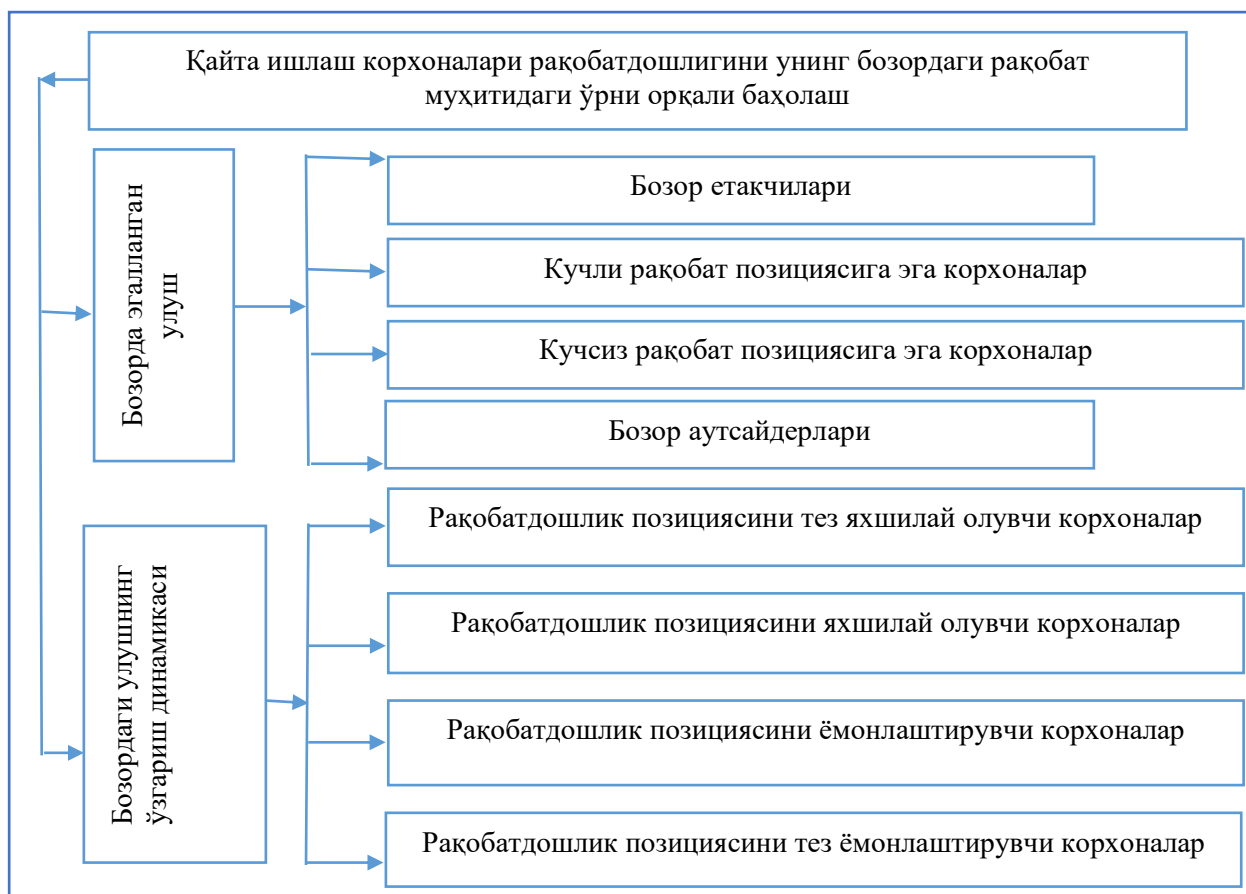 Қайта ишлаш корхоналари рақобатдошлигини унинг бозордаги рақобат
муҳитидаги ўрни орқали баҳолаш
Бозорда эгалланган
улуш
Бозор етакчилари
Кучли рақобат позициясига эга корхоналар
Кучсиз рақобат позициясига эга корхоналар
Бозор аутсайдерлари
Бозордаги улушнинг
ўзгариш динамикаси
Рақобатдошлик позициясини тез яхшилай олувчи корхоналар
Рақобатдошлик позициясини яхшилай олувчи корхоналар
Рақобатдошлик позициясини ёмонлаштирувчи корхоналар
Рақобатдошлик позициясини тез ёмонлаштирувчи корхоналар